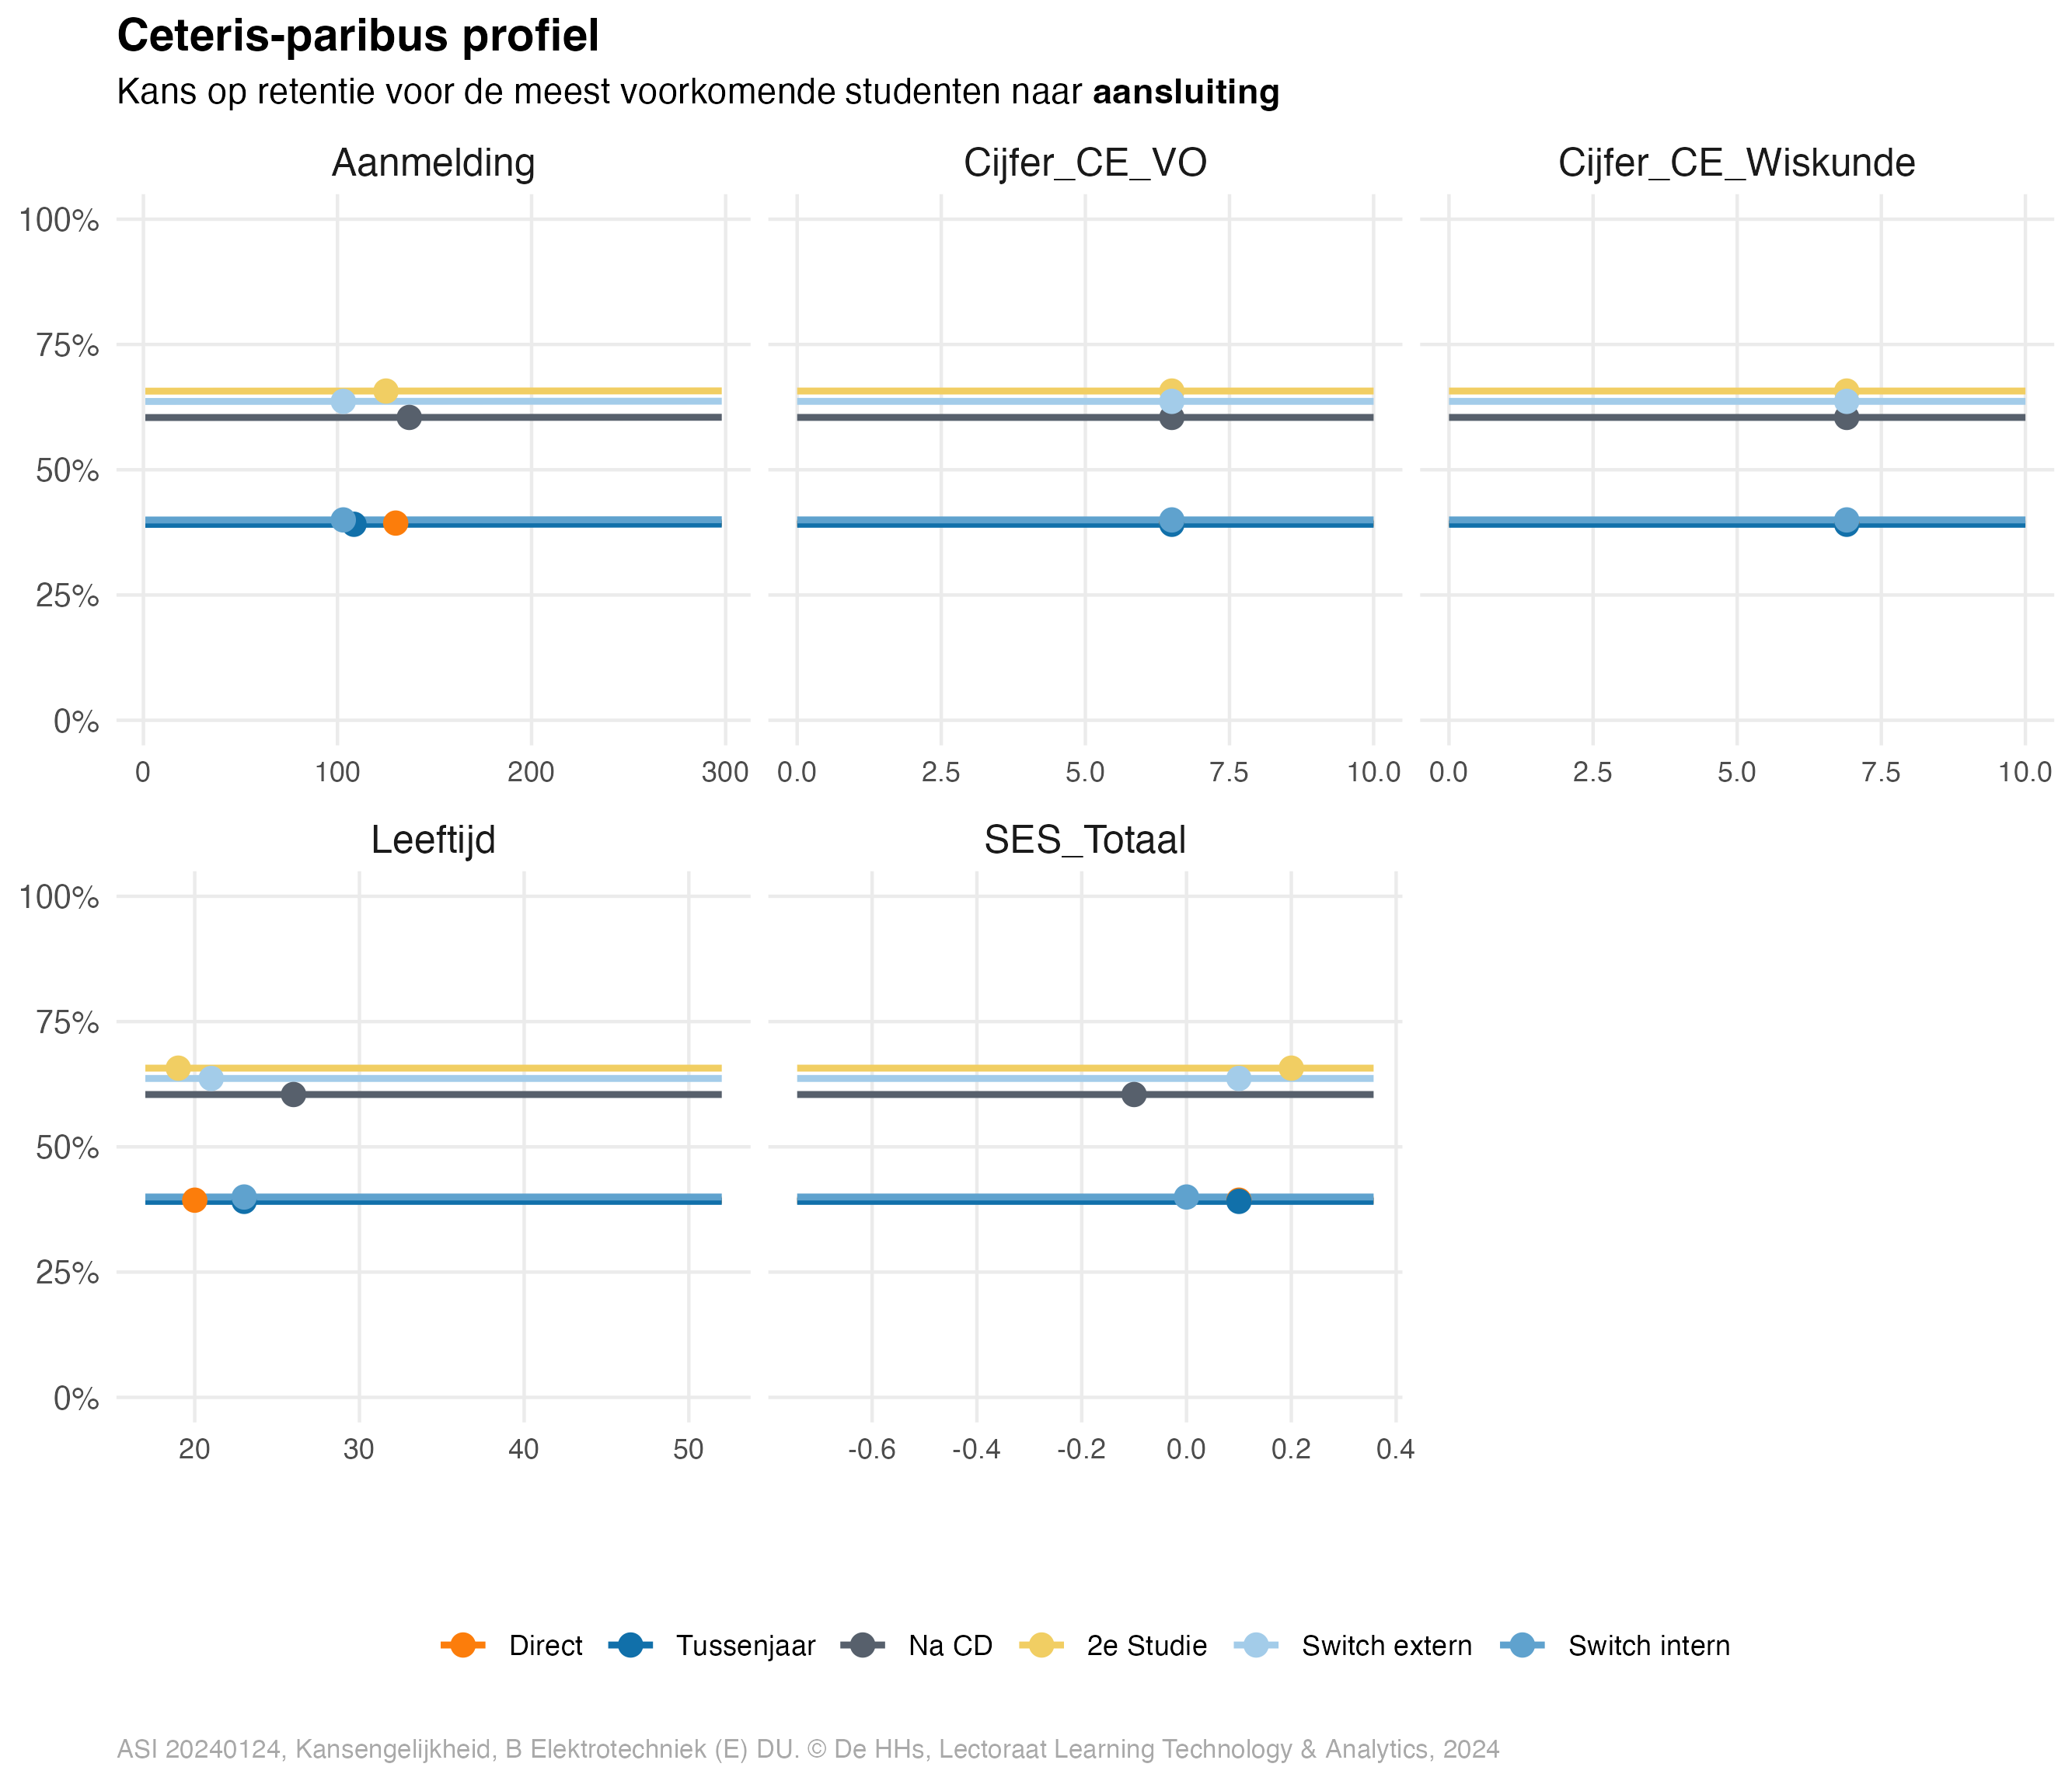 Ceteris-paribus profiel
Kans op retentie voor de meest voorkomende studenten naar aansluiting
Aanmelding
Cijfer_CE_VO
Cijfer_CE_Wiskunde
100%
75%
50%
25%
0%
0 100 200 300
0.0 2.5 5.0 7.5 10.0
0.0 2.5 5.0 7.5 10.0
Leeftijd
SES_Totaal
100%
75%
50%
25%
0%
20 30 40 50
-0.6 -0.4 -0.2 0.0 0.2 0.4
Direct Tussenjaar Na CD 2e Studie Switch extern Switch intern
ASI 20240124, Kansengelijkheid, B Elektrotechniek (E) DU. © De HHs, Lectoraat Learning Technology & Analytics, 2024